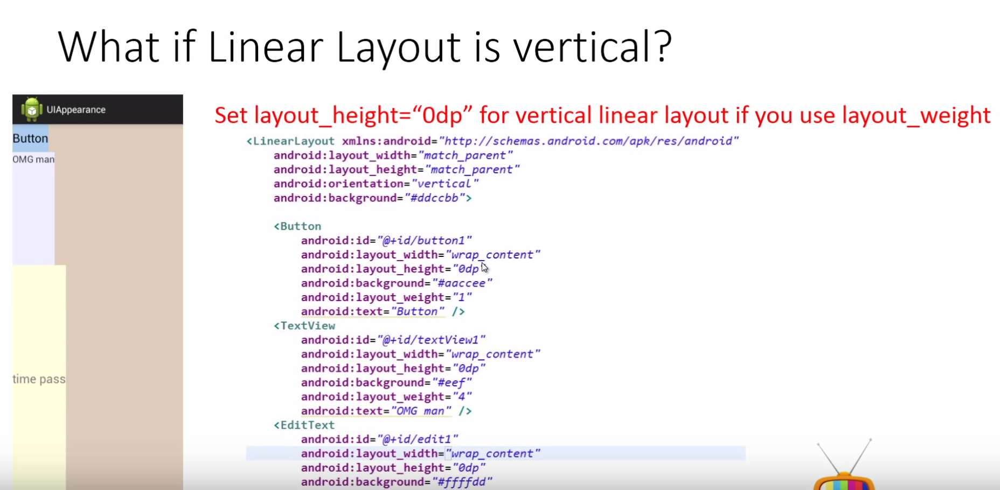 What if Linear Layout is vertical?
UIAppearance
Button
OMG man
time pass
Set layout_height=“0dp” for vertical linear layout if you use layout_weight
<LinearLayout xmlns:android="http://schemas.android.com/apk/res/android"
android:layout_width="match_parent"
android:layout_height="match_parent"
android:orientation="vertical"
android:background="#ddccbb">
<Button
android:id="@+id/button1"
android:layout_width="wrap_content"
android:layout_height="0dp"
android:background="#aaccee"
android:layout_weight="1"
android:text="Button" />
<TextView
android:id="@+id/textView1"
android:layout_width="wrap_content"
android:layout_height="0dp"
android:background="#eef"
android:layout_weight="4"
android:text="OMG man" />
<EditText
android:id="@+id/edit1"
android:layout_width="wrap_content"
android:layout_height="0dp"
android:background="#ffffdd"